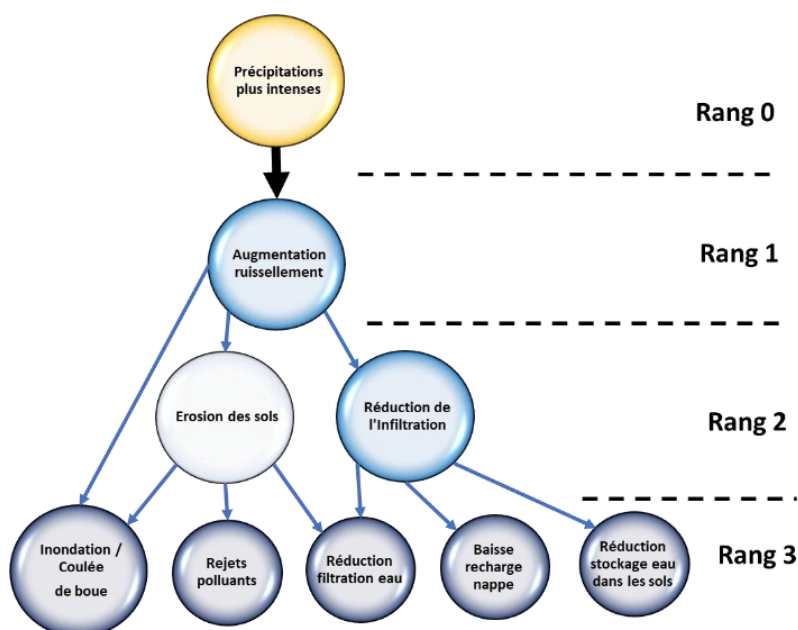 Précipitations
plus intenses
Rang 0
Augmentation
ruissellement
Rang 1
Erosion des sols
Réduction de
l'Infiltration
Rang 2
Inondation /
Coulée
de boue
Rejets
polluants
Réduction
filtration eau
Baisse
recharge
nappe
Réduction
stockage eau
dans les sols
Rang 3